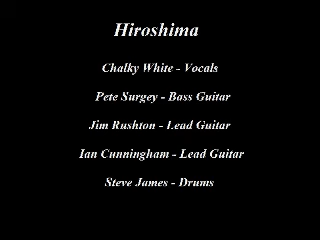 Hiroshima
Chalky White - Vocals
Pete Surgey - Bass Guitar
Jim Rushton - Lead Guitar
Ian Cunningham - Lead Guitar
Steve James - Drums